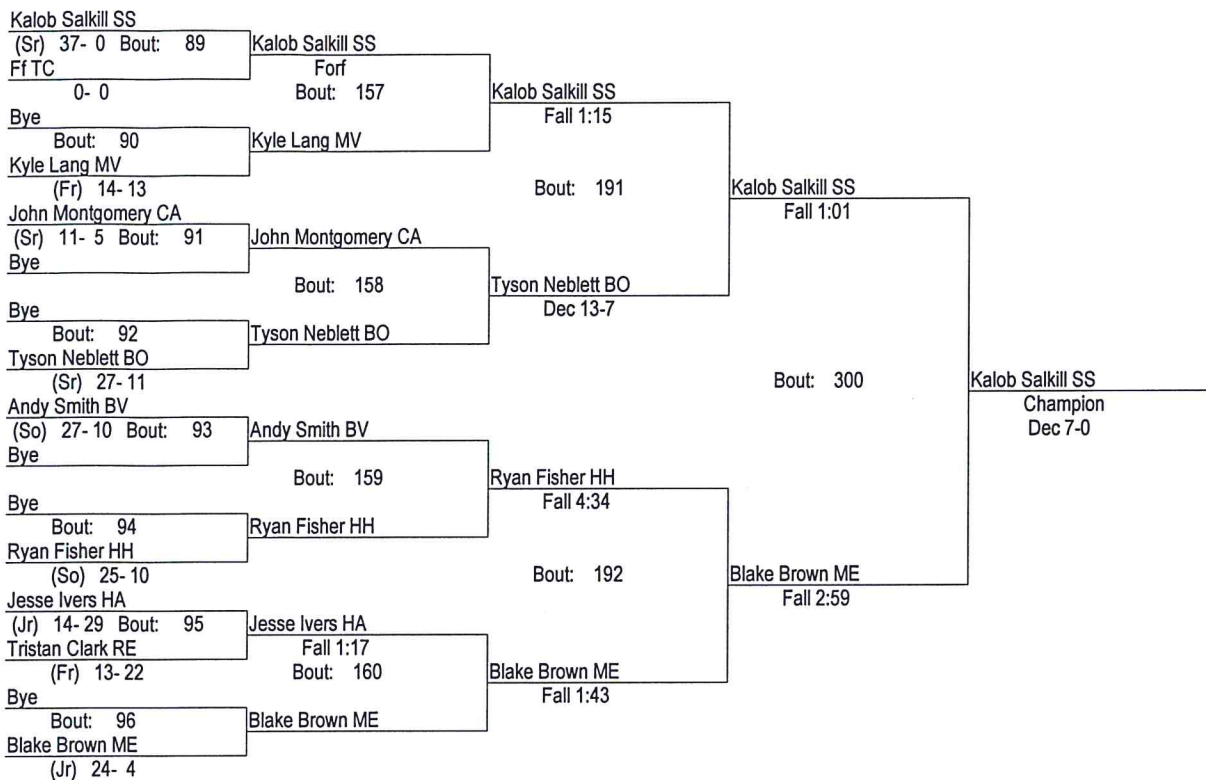 Kalob Salkill SS
(Sr) 37- 0 Bout: 89
Ff TC
0- 0
Bye
Bout: 90
Kyle Lang MV
(Fr) 14- 13
John Montgomery CA
(Sr) 11- 5 Bout: 91
Bye
Bye
Bout: 92
Tyson Neblett BO
(Sr) 27- 11
Andy Smith BV
(So) 27- 10 Bout: 93
Bye
Bye
Bout: 94
Ryan Fisher HH
(So) 25- 10
Jesse Ivers HA
(Jr) 14- 29 Bout: 95
Tristan Clark RE
(Fr) 13- 22
Bye
Bout: 96
Blake Brown ME
(Jr) 24- 4
Kalob Salkill SS
Forf
Bout: 157
Kyle Lang MV
John Montgomery CA
Bout: 158
Tyson Neblett BO
Andy Smith BV
Bout: 159
Ryan Fisher HH
Jesse Ivers HA
Fall 1:17
Bout: 160
Blake Brown ME
Kalob Salkill SS
Fall 1:15
Bout: 191
Tyson Neblett BO
Dec 13-7
Ryan Fisher HH
Fall 4:34
Bout: 192
Blake Brown ME
Fall 1:43
Kalob Salkill SS
Fall 1:01
Bout: 300
Blake Brown ME
Fall 2:59
Kalob Salkill SS
Champion
Dec 7-0